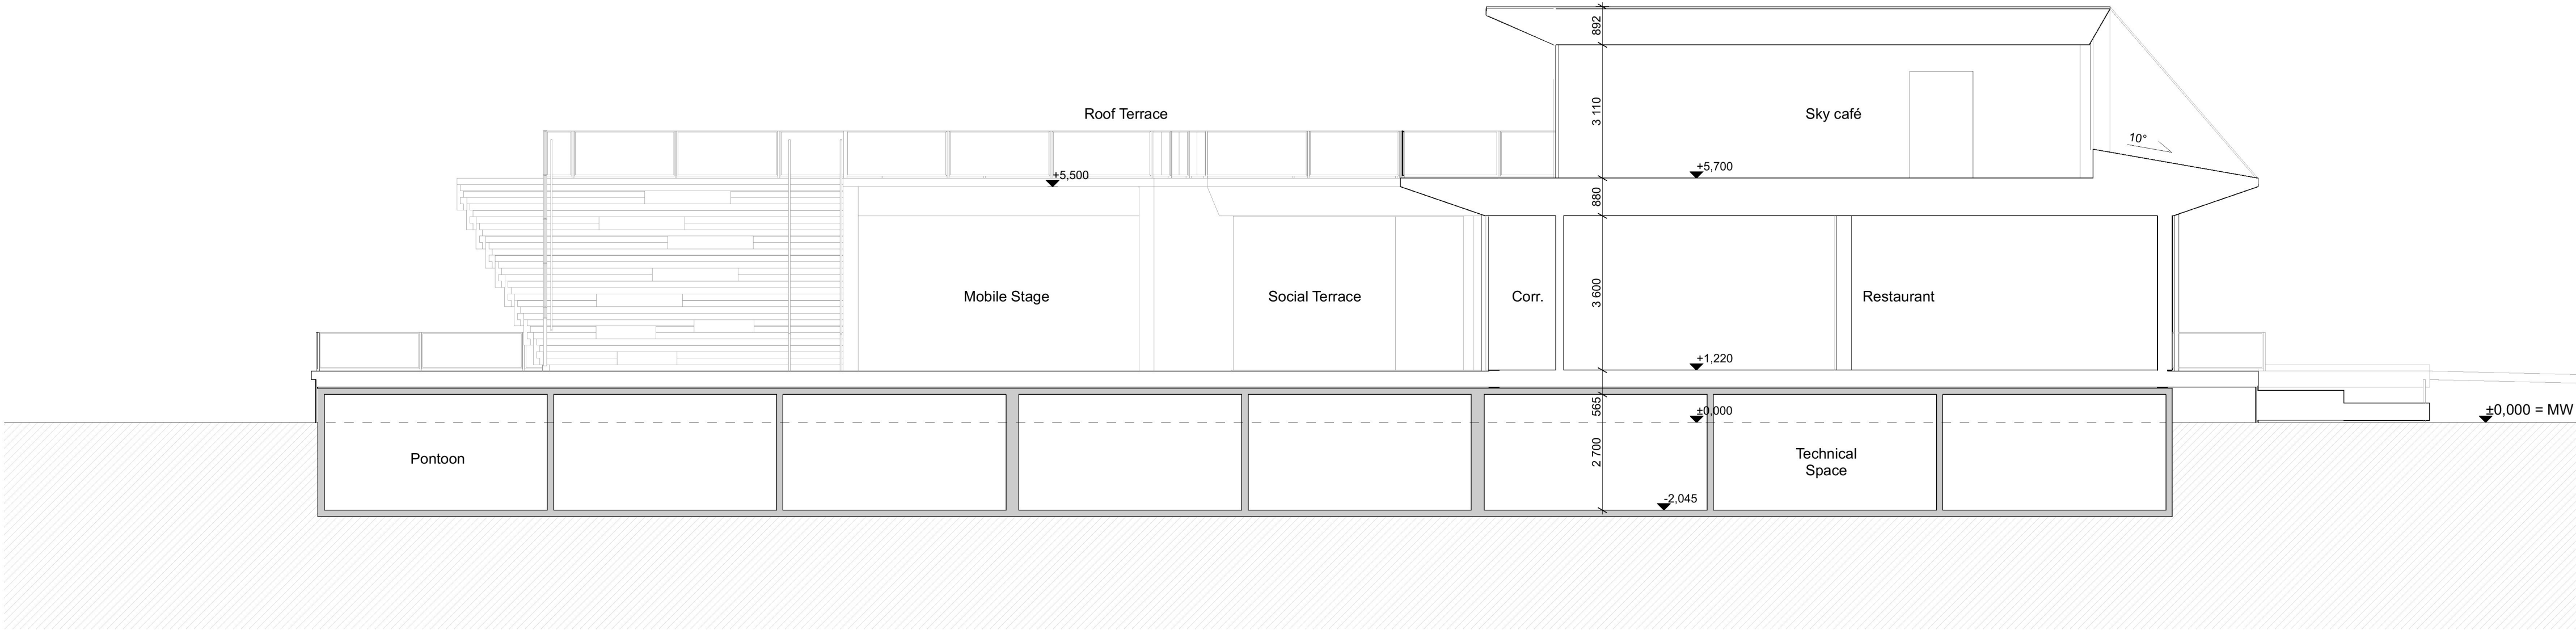 892
Roof Terrace
3 110
Sky café
10°
+5,500
+5,700
880
Mobile Stage
Social Terrace
Corr.
3 600
Restaurant
+1,220
565
±0,000
±0,000 = MW
Pontoon
2 700
Technical
Space
-2,045